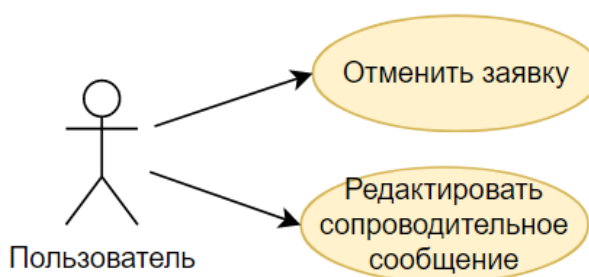 Отменить заявку
Редактировать
сопроводительное
сообщение
Пользователь